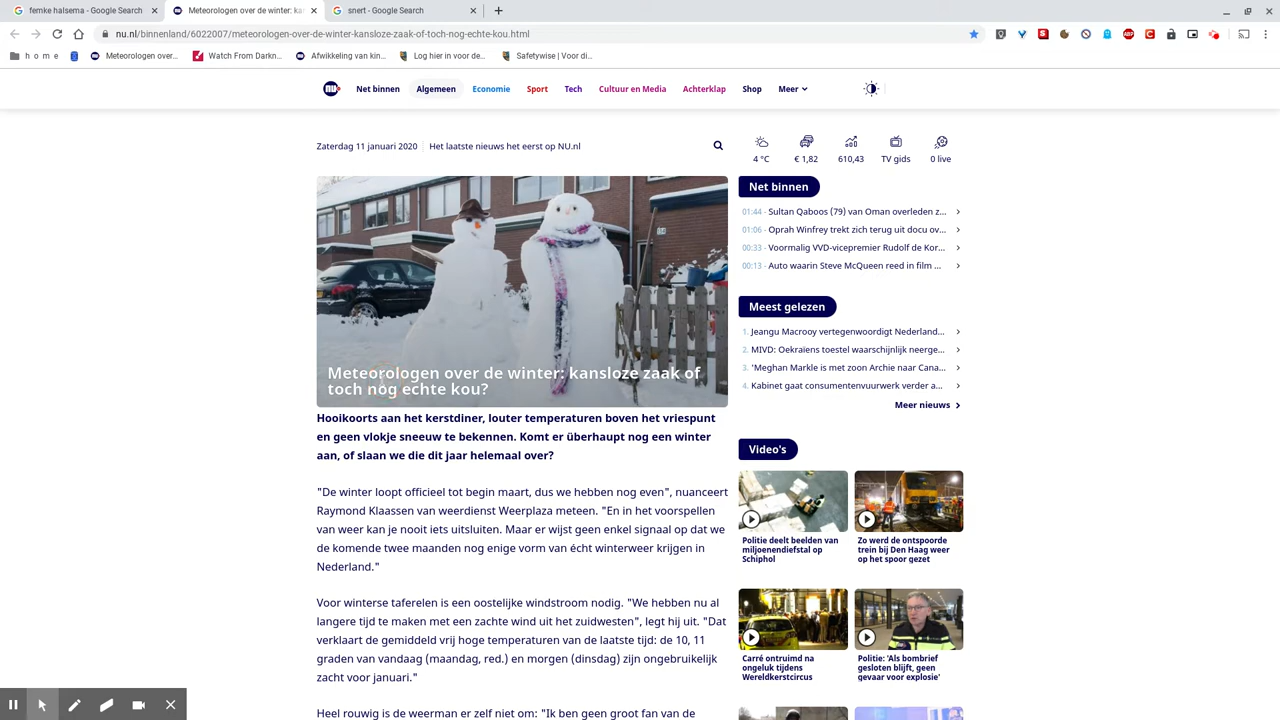 femke halsema - Google Search
Meteorologen over de winter: kan
snert - Google Search
nu.nl/binnenland/6022007/meteorologen-over-de-winter-kansloze-zaak-of-toch-nog-echte-kou.html
h o m e
Meteorologen over...
Watch From Darkn...
Afwikkeling van kin...
Log hier in voor de...
Safetywise | Voor di...
nu
Net binnen
Algemeen
Economie
Sport
Tech
Cultuur en Media
Achterklap
Shop
Meer
Zaterdag 11 januari 2020
Het laatste nieuws het eerst op NU.nl
4 °C
€ 1,82
610,43
TV gids
0 live
Meteorologen over de winter: kansloze zaak of
toch nog echte kou?
Hooikoorts aan het kerstdiner, louter temperaturen boven het vriespunt
en geen vlokje sneeuw te bekennen. Komt er überhaupt nog een winter
aan, of slaan we die dit jaar helemaal over?
"De winter loopt officieel tot begin maart, dus we hebben nog even", nuanceert
Raymond Klaassen van weerdienst Weerplaza meteen. "En in het voorspellen
van weer kan je nooit iets uitsluiten. Maar er wijst geen enkel signaal op dat we
de komende twee maanden nog enige vorm van écht winterweer krijgen in
Nederland."
Voor winterse taferelen is een oostelijke windstroom nodig. "We hebben nu al
langere tijd te maken met een zachte wind uit het zuidwesten", legt hij uit. "Dat
verklaart de gemiddeld vrij hoge temperaturen van de laatste tijd: de 10, 11
graden van vandaag (maandag, red.) en morgen (dinsdag) zijn ongebruikelijk
zacht voor januari."
Heel rouwig is de weerman er zelf niet om: "Ik ben geen groot fan van de
Net binnen
01:44 - Sultan Qaboos (79) van Oman overleden z...
01:06 - Oprah Winfrey trekt zich terug uit docu ov...
00:33 - Voormalig VVD-vicepremier Rudolf de Kor...
00:13 - Auto waarin Steve McQueen reed in film ...
Meest gelezen
1. Jeangu Macrooy vertegenwoordigt Nederland...
2. MIVD: Oekraïens toestel waarschijnlijk neerge...
3. 'Meghan Markle is met zoon Archie naar Cana...
4. Kabinet gaat consumentenvuurwerk verder a...
Meer nieuws
Video's
Politie deelt beelden van
miljoenendiefstal op
Schiphol
Zo werd de ontspoorde
trein bij Den Haag weer
op het spoor gezet
Carré ontruimd na
ongeluk tijdens
Wereldkerstcircus
Politie: 'Als bombrief
gesloten blijft, geen
gevaar voor explosie'